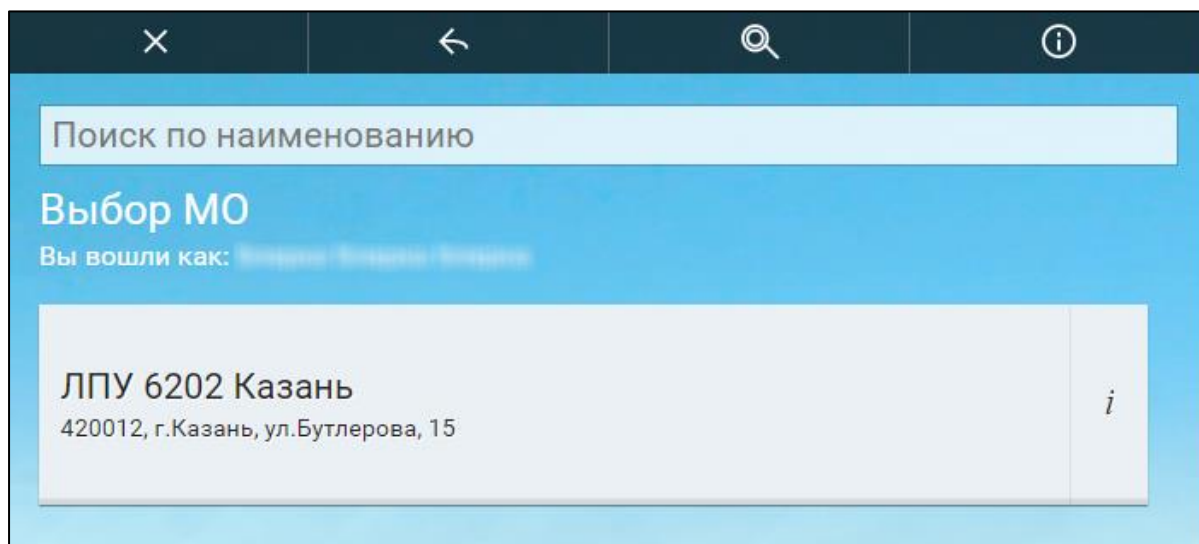 Поиск по наименованию
Выбор МО
Вы вошли как:
ЛПУ 6202 Казань
420012, г.Казань, ул.Бутлерова, 15
i